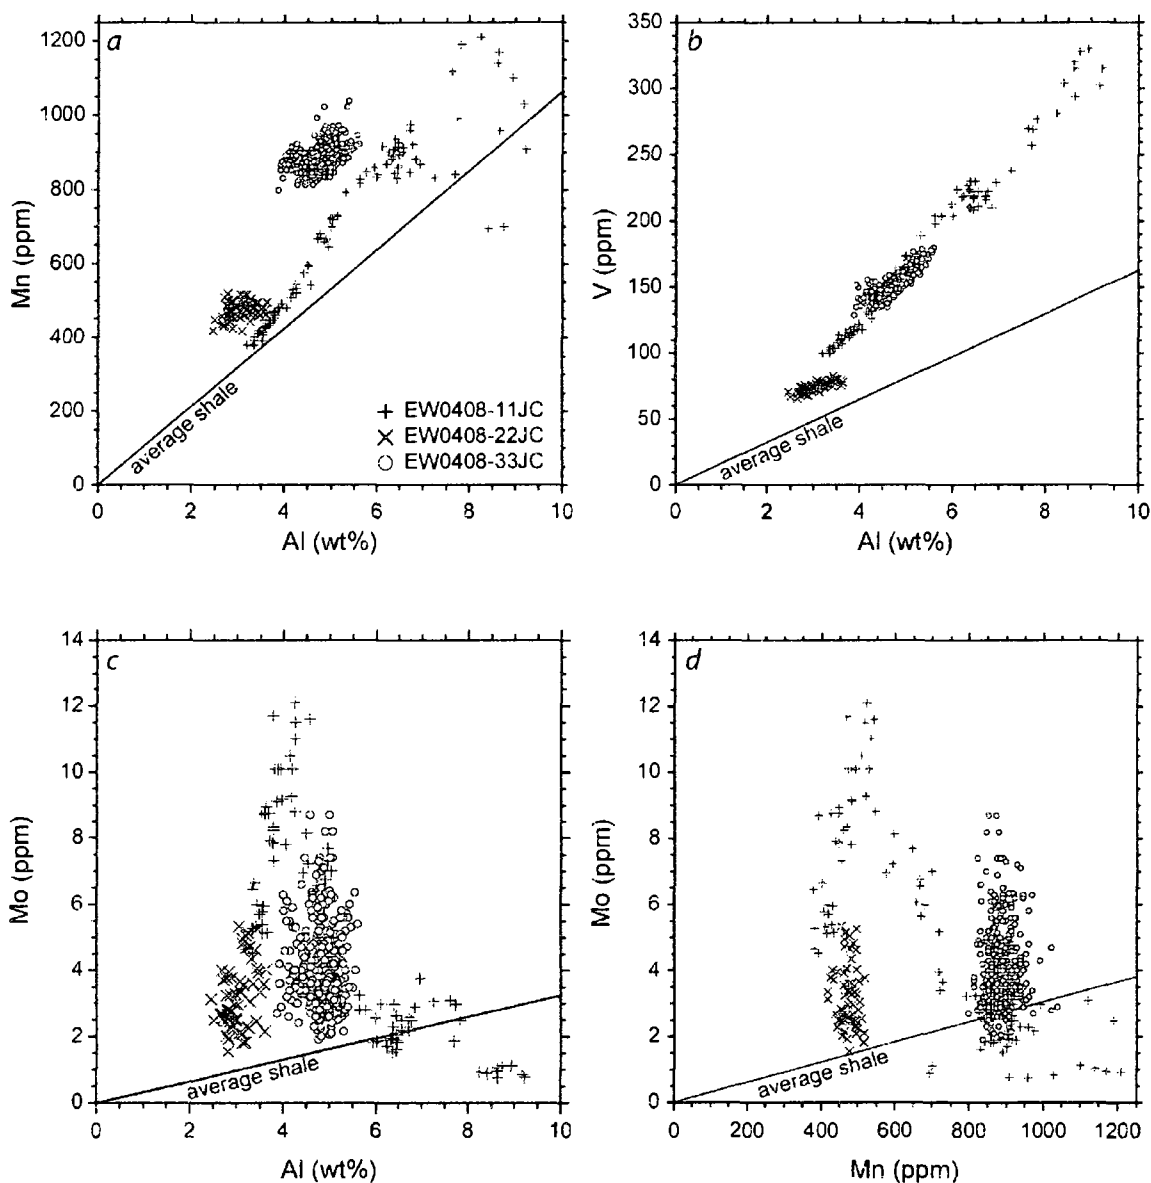 a
1200
1000
800
600
400
200
0
Mn (ppm)
average shale
+ EW0408-11JC
× EW0408-22JC
○ EW0408-33JC
0 2 4 6 8 10
Al (wt%)
b
350
300
250
200
150
100
50
0
V (ppm)
average shale
0 2 4 6 8 10
Al (wt%)
c
14
12
10
8
6
4
2
0
Mo (ppm)
average shale
0 2 4 6 8 10
Al (wt%)
d
14
12
10
8
6
4
2
0
Mo (ppm)
average shale
0 200 400 600 800 1000 1200
Mn (ppm)